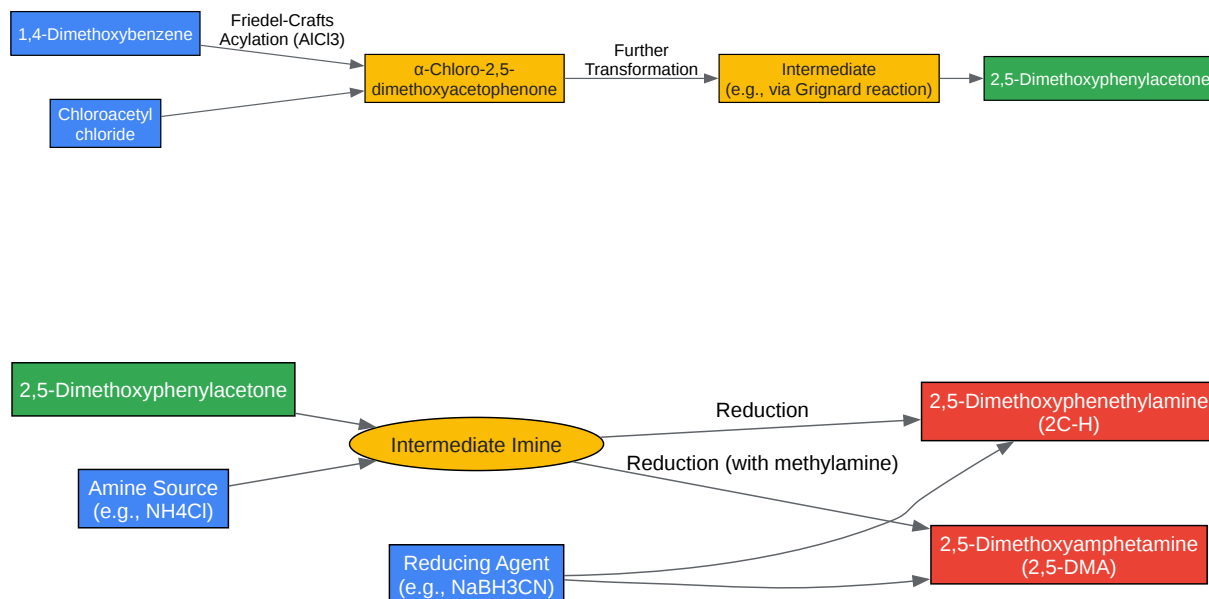 1,4-Dimethoxybenzene
Friedel-Crafts
Acylation (AlCl3)
Chloroacetyl
chloride
α-Chloro-2,5-
dimethoxyacetophenone
Further
Transformation
Intermediate
(e.g., via Grignard reaction)
2,5-Dimethoxyphenylacetone
2,5-Dimethoxyphenylacetone
Amine Source
(e.g., NH4Cl)
Intermediate Imine
Reduction
Reduction (with methylamine)
Reducing Agent
(e.g., NaBH3CN)
2,5-Dimethoxyphenethylamine
(2C-H)
2,5-Dimethoxyamphetamine
(2,5-DMA)